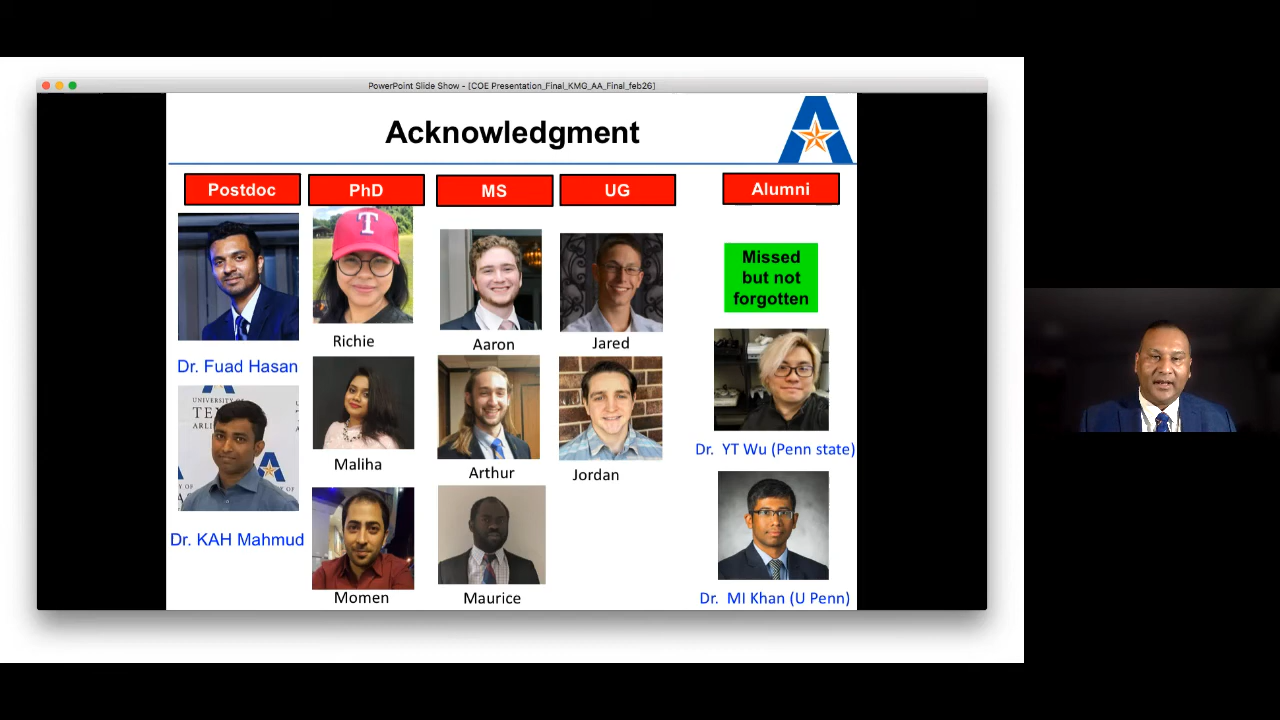 PowerPoint Slide Show - [COE Presentation_Final_KMG_AA_Final_feb26]
Acknowledgment
Postdoc
PhD
MS
UG
Alumni
Missed
but not
forgotten
T
Richie
Aaron
Jared
Dr. Fuad Hasan
UNIVERSITY OF
Dr. YT Wu (Penn state)
Maliha
Arthur
Jordan
Dr. KAH Mahmud
Momen
Maurice
Dr. MI Khan (U Penn)